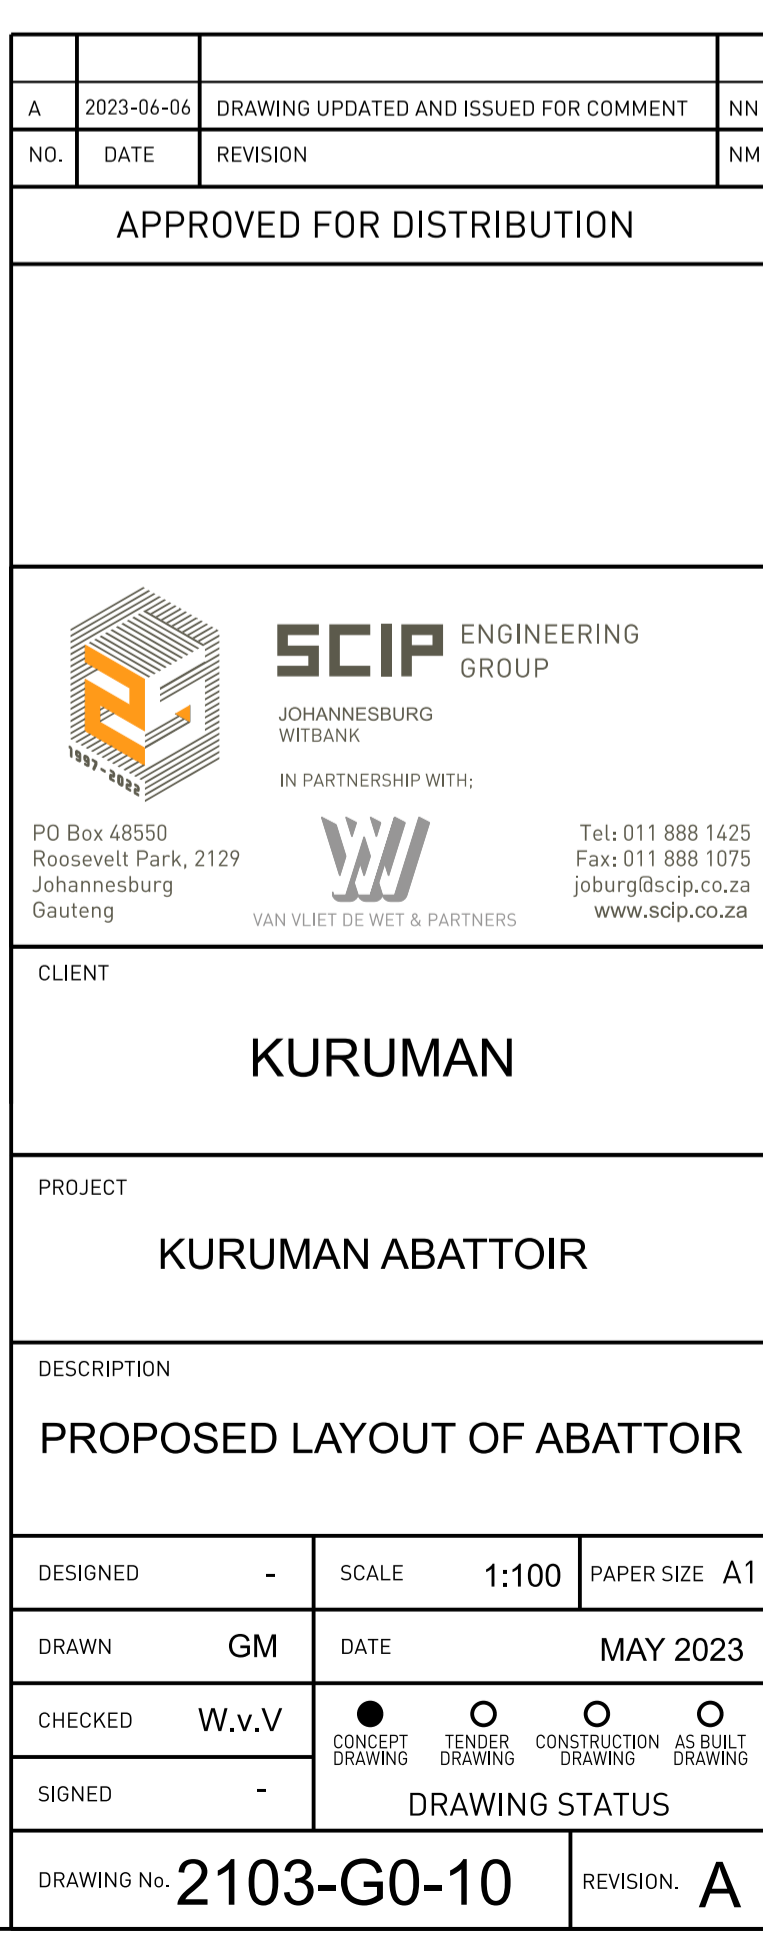 A 2023-06-06 DRAWING UPDATED AND ISSUED FOR COMMENT NN
NO. DATE REVISION NM
APPROVED FOR DISTRIBUTION
1997-2022
SCIP ENGINEERING GROUP
JOHANNESBURG
WITBANK
IN PARTNERSHIP WITH;
VAN VLIET DE WET & PARTNERS
PO Box 48550
Roosevelt Park, 2129
Johannesburg
Gauteng
Tel: 011 888 1425
Fax: 011 888 1075
joburg@scip.co.za
www.scip.co.za
CLIENT
KURUMAN
PROJECT
KURUMAN ABATTOIR
DESCRIPTION
PROPOSED LAYOUT OF ABATTOIR
DESIGNED -
SCALE 1:100
PAPER SIZE A1
DRAWN GM
DATE MAY 2023
CHECKED W.v.V
CONCEPT DRAWING
TENDER DRAWING
CONSTRUCTION DRAWING
AS BUILT DRAWING
SIGNED -
DRAWING STATUS
DRAWING No. 2103-G0-10
REVISION. A